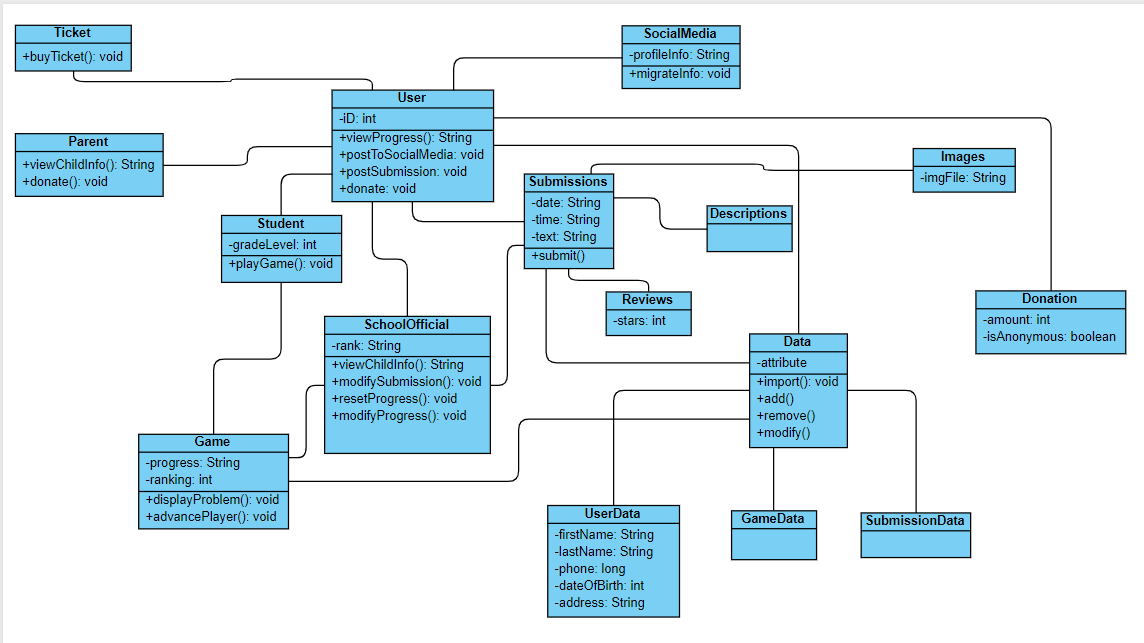 Ticket
+buyTicket(): void
SocialMedia
-profileInfo: String
+migrateInfo: void
User
-iD: int
+viewProgress(): String
+postToSocialMedia: void
+postSubmission: void
+donate: void
Parent
+viewChildInfo(): String
+donate(): void
Images
-imgFile: String
Submissions
-date: String
-time: String
-text: String
+submit()
Descriptions
Student
-gradeLevel: int
+playGame(): void
Reviews
-stars: int
Donation
-amount: int
-isAnonymous: boolean
SchoolOfficial
-rank: String
+viewChildInfo(): String
+modifySubmission(): void
+resetProgress(): void
+modifyProgress(): void
Data
-attribute
+import(): void
+add()
+remove()
+modify()
Game
-progress: String
-ranking: int
+displayProblem(): void
+advancePlayer(): void
UserData
-firstName: String
-lastName: String
-phone: long
-dateOfBirth: int
-address: String
GameData
SubmissionData